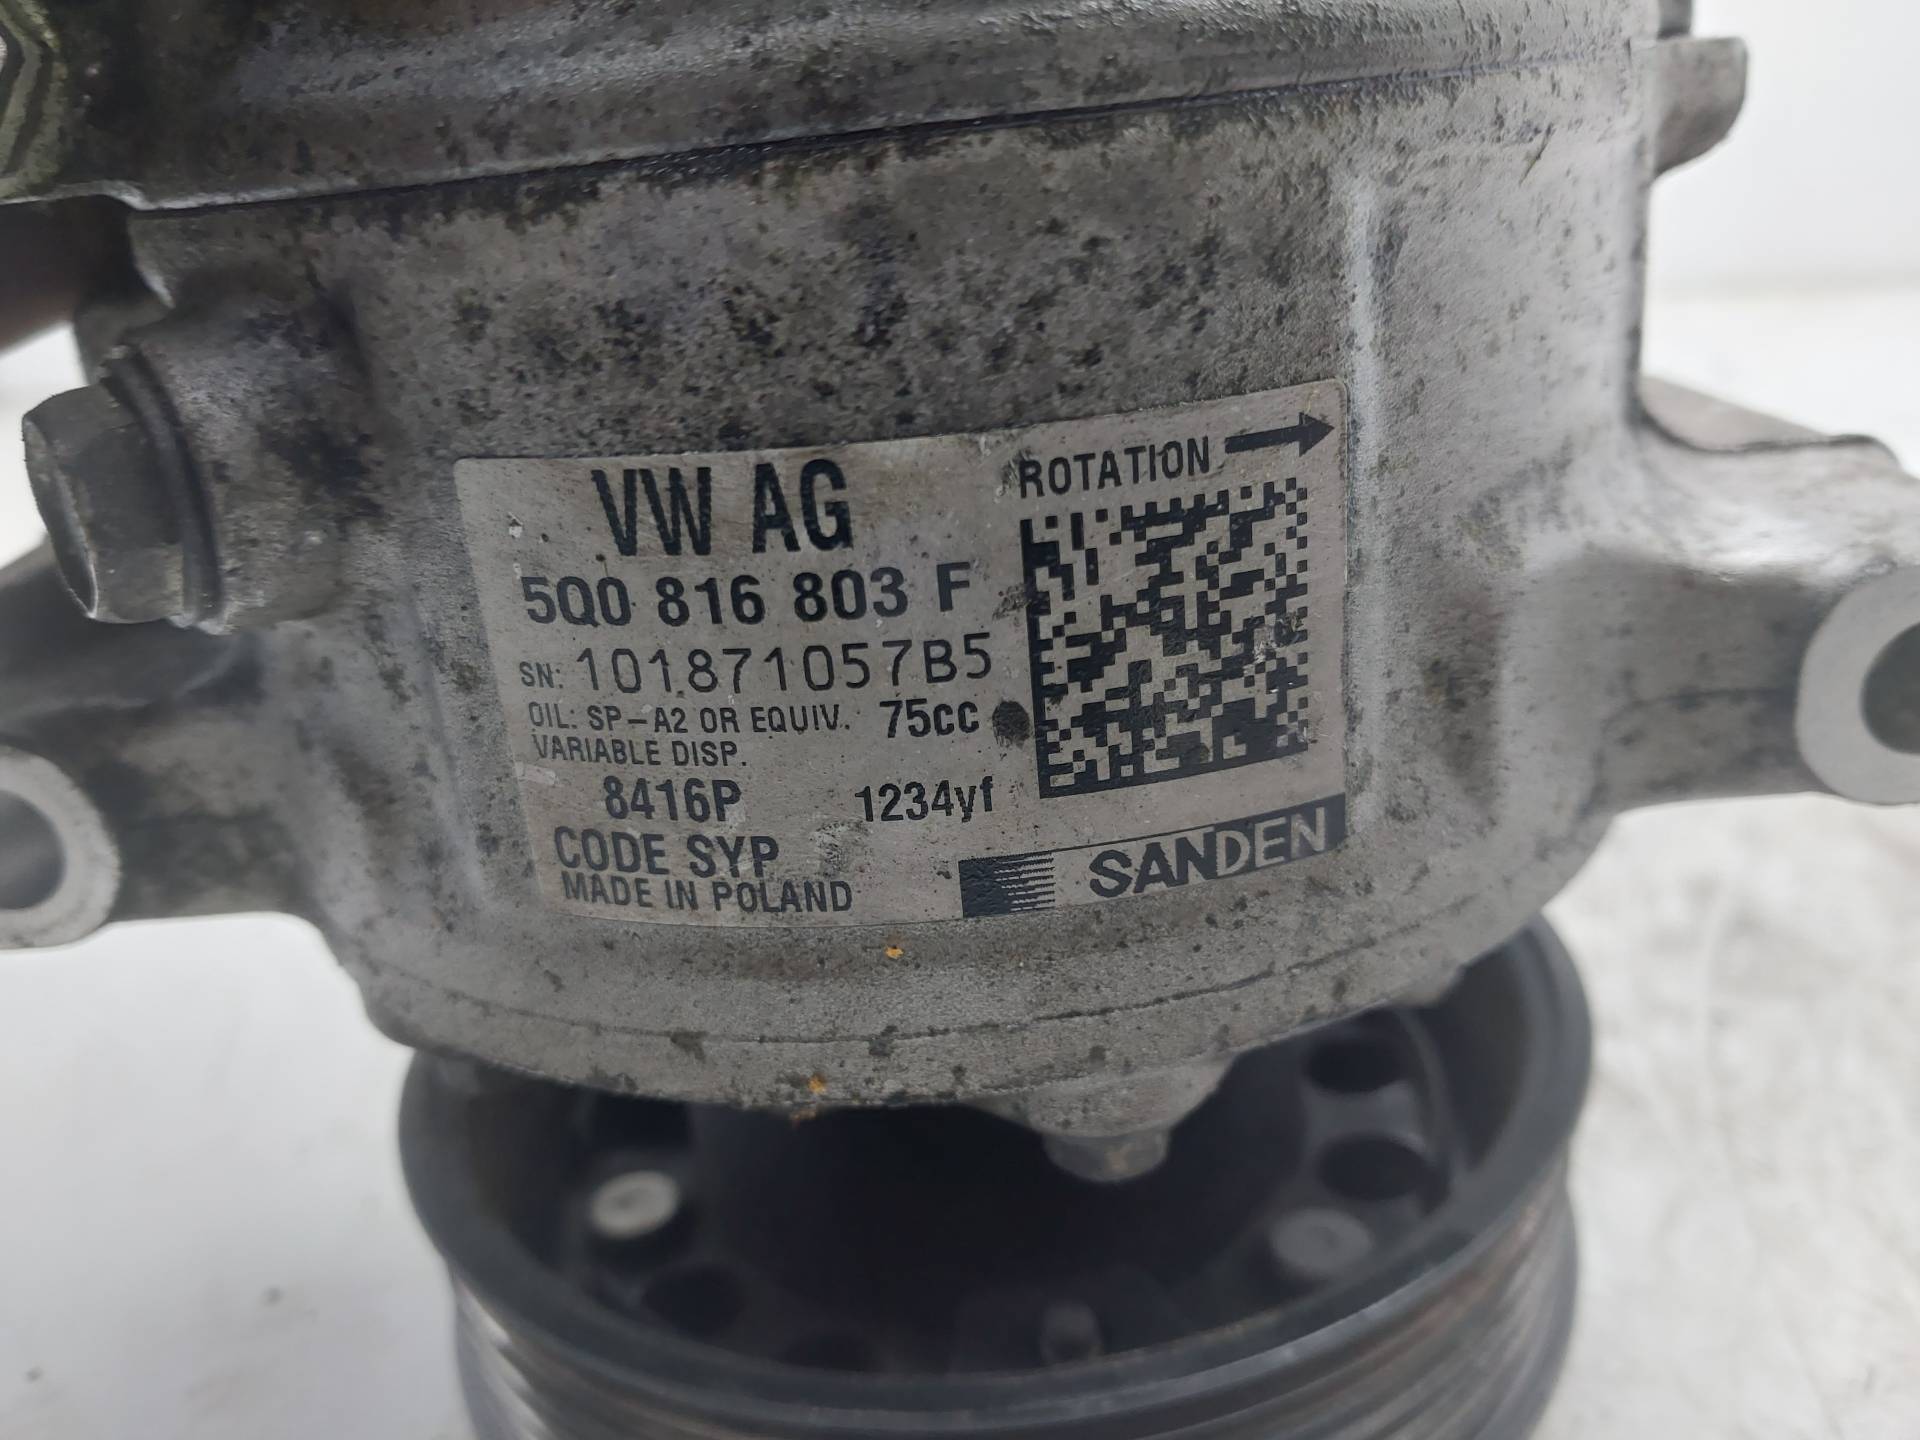 VW AG
ROTATION
5Q0 816 803 F
SN: 101871057B5
OIL: SP-A2 OR EQUIV. 75cc
VARIABLE DISP.
8416P 1234yf
CODE SYP
MADE IN POLAND
SANDEN